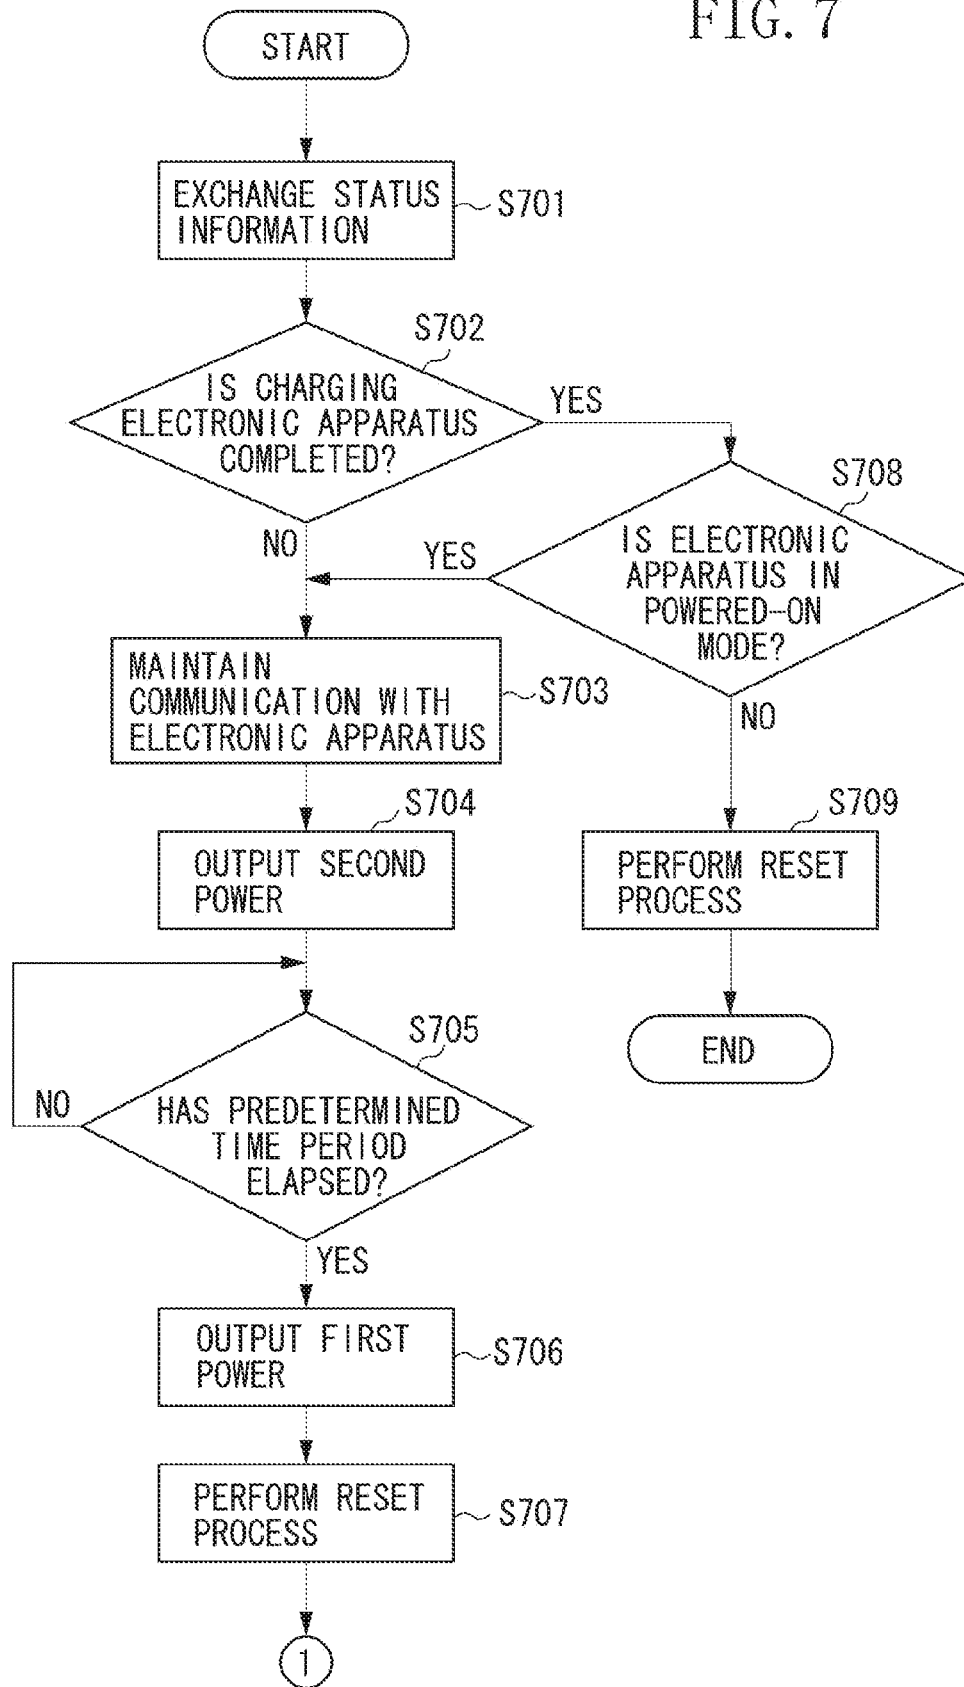 FIG. 7
START
EXCHANGE STATUS
INFORMATION
S701
S702
IS CHARGING
ELECTRONIC APPARATUS
COMPLETED?
YES
NO
S708
IS ELECTRONIC
APPARATUS IN
POWERED-ON
MODE?
YES
NO
MAINTAIN
COMMUNICATION WITH
ELECTRONIC APPARATUS
S703
S704
OUTPUT SECOND
POWER
S709
PERFORM RESET
PROCESS
END
S705
HAS PREDETERMINED
TIME PERIOD
ELAPSED?
NO
YES
OUTPUT FIRST
POWER
S706
PERFORM RESET
PROCESS
S707
1